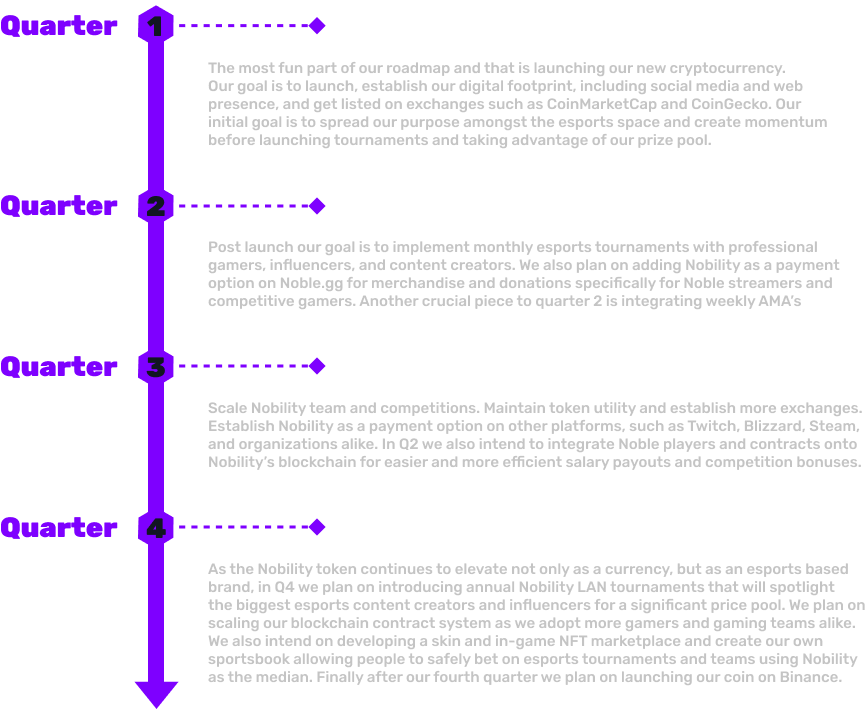 Quarter 1
The most fun part of our roadmap and that is launching our new cryptocurrency.
Our goal is to launch, establish our digital footprint, including social media and web
presence, and get listed on exchanges such as CoinMarketCap and CoinGecko. Our
initial goal is to spread our purpose amongst the esports space and create momentum
before launching tournaments and taking advantage of our prize pool.
Quarter 2
Post launch our goal is to implement monthly esports tournaments with professional
gamers, influencers, and content creators. We also plan on adding Nobility as a payment
option on Noble.gg for merchandise and donations specifically for Noble streamers and
competitive gamers. Another crucial piece to quarter 2 is integrating weekly AMA's
Quarter 3
Scale Nobility team and competitions. Maintain token utility and establish more exchanges.
Establish Nobility as a payment option on other platforms, such as Twitch, Blizzard, Steam,
and organizations alike. In Q2 we also intend to integrate Noble players and contracts onto
Nobility's blockchain for easier and more efficient salary payouts and competition bonuses.
Quarter 4
As the Nobility token continues to elevate not only as a currency, but as an esports based
brand, in Q4 we plan on introducing annual Nobility LAN tournaments that will spotlight
the biggest esports content creators and influencers for a significant price pool. We plan on
scaling our blockchain contract system as we adopt more gamers and gaming teams alike.
We also intend on developing a skin and in-game NFT marketplace and create our own
sportsbook allowing people to safely bet on esports tournaments and teams using Nobility
as the median. Finally after our fourth quarter we plan on launching our coin on Binance.